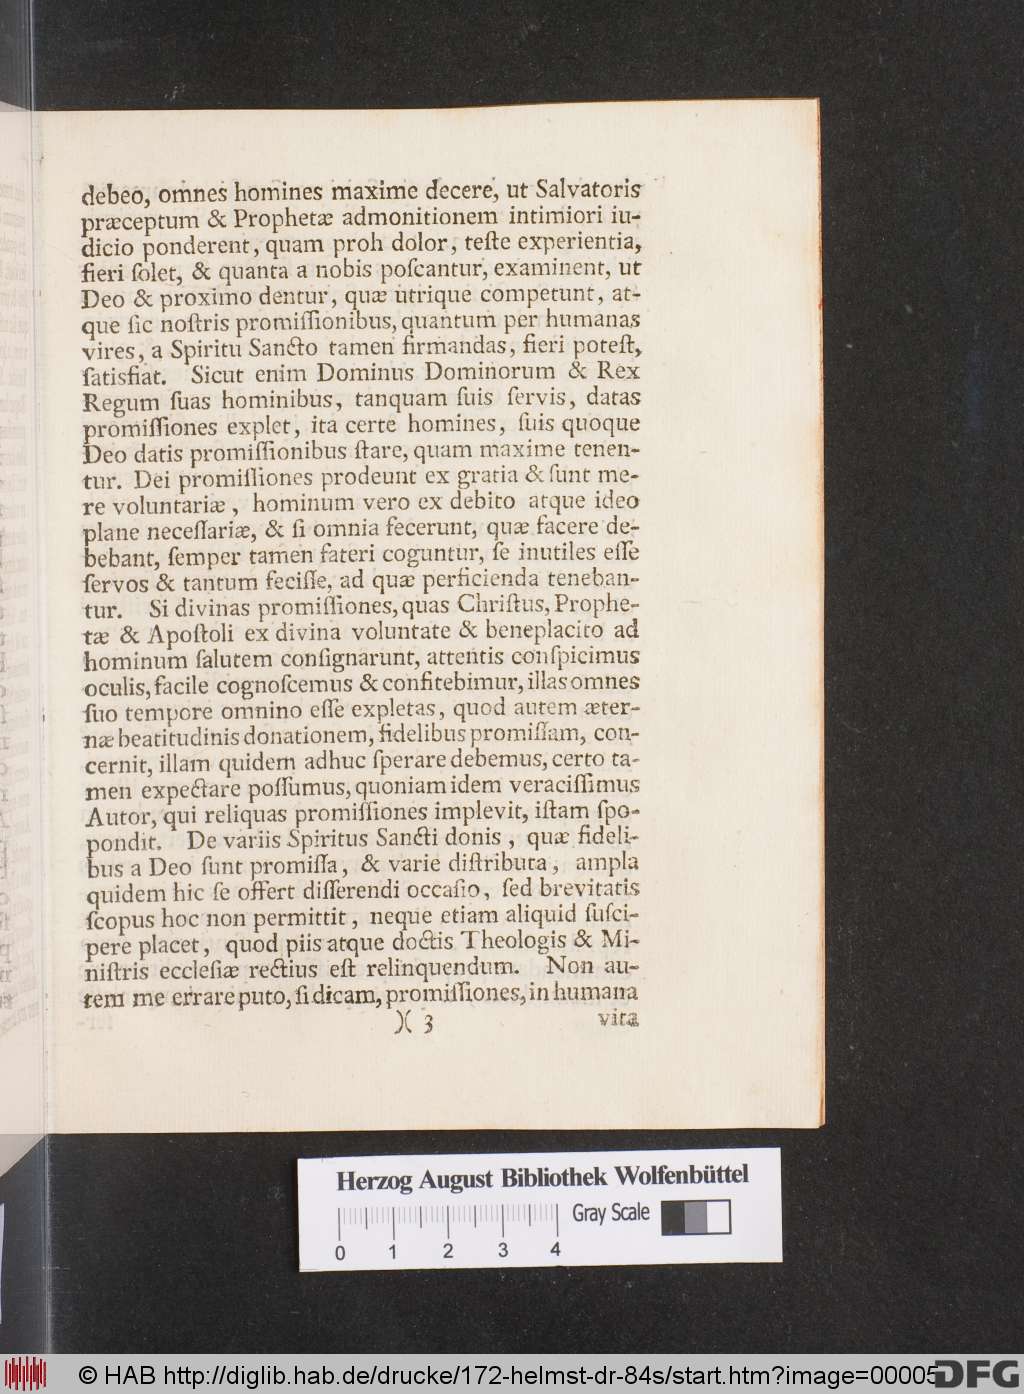 debeo, omnes homines maxime decere, ut Salvatoris
præceptum & Prophetæ admonitionem intimiori iu-
dicio ponderent, quam proh dolor, teſte experientia,
fieri ſolet, & quanta a nobis poſcantur, examinent, ut
Deo & proximo dentur, quæ utrique competunt, at-
que ſic noſtris promiſſionibus, quantum per humanas
vires, a Spiritu Sancto tamen firmandas, fieri poteſt,
ſatisfiat. Sicut enim Dominus Dominorum & Rex
Regum ſuas hominibus, tanquam ſuis ſervis, datas
promiſſiones explet, ita certe homines, ſuis quoque
Deo datis promiſſionibus ſtare, quam maxime tenen-
tur. Dei promiſſiones prodeunt ex gratia & ſunt me-
re voluntariæ, hominum vero ex debito atque ideo
plane neceſſariæ, & ſi omnia fecerunt, quæ facere de-
bebant, ſemper tamen fateri coguntur, ſe inutiles eſſe
ſervos & tantum feciſſe, ad quæ perficienda teneban-
tur. Si divinas promiſſiones, quas Chriſtus, Prophe-
tæ & Apoſtoli ex divina voluntate & beneplacito ad
hominum ſalutem conſignarunt, attentis conſpicimus
oculis, facile cognoſcemus & confitebimur, illas omnes
ſuo tempore omnino eſſe expletas, quod autem æter-
næ beatitudinis donationem, fidelibus promiſſam, con-
cernit, illam quidem adhuc ſperare debemus, certo ta-
men expectare poſſumus, quoniam idem veraciſſimus
Autor, qui reliquas promiſſiones implevit, iſtam ſpo-
pondit. De variis Spiritus Sancti donis, quæ fideli-
bus a Deo ſunt promiſſa, & varie diſtributa, ampla
quidem hic ſe offert diſſerendi occaſio, ſed brevitatis
ſcopus hoc non permittit, neque etiam aliquid ſuſci-
pere placet, quod piis atque doctis Theologis & Mi-
niſtris eccleſiæ rectius eſt relinquendum. Non au-
tem me errare puto, ſi dicam, promiſſiones, in humana
)( 3 vita
Herzog August Bibliothek Wolfenbüttel
Gray Scale
0 1 2 3 4
© HAB http://diglib.hab.de/drucke/172-helmst-dr-84s/start.htm?image=00005
DFG